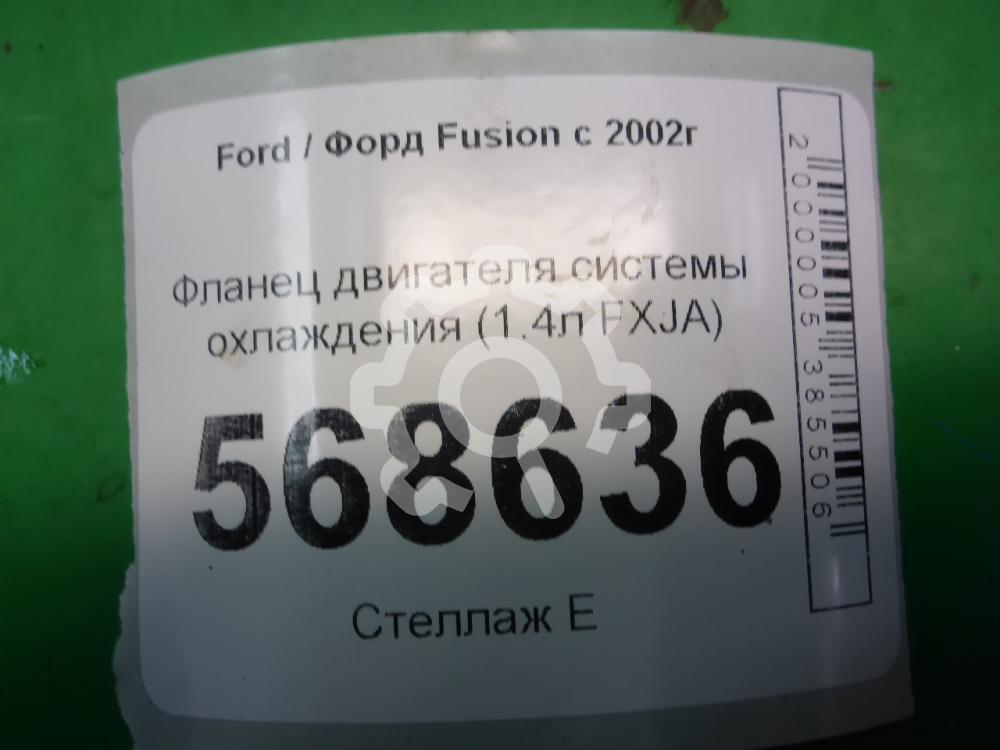 Ford / Форд Fusion с 2002г
Фланец двигателя системы
охлаждения (1.4л FXJA)
568636
Стеллаж Е
2000005385506